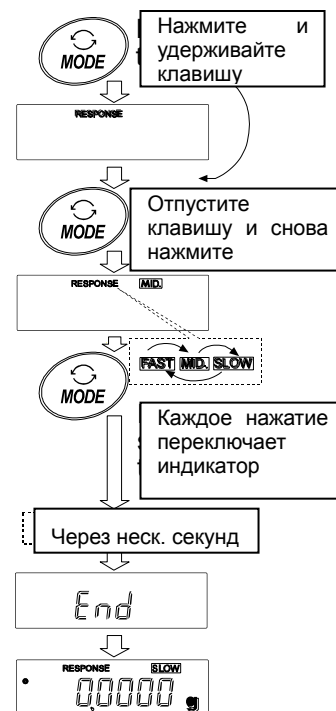 Нажмите и
удерживайте
клавишу
MODE
RESPONSE
Отпустите
клавишу и снова
нажмите
MODE
RESPONSE MID.
FAST MID. SLOW
MODE
Каждое нажатие
переключает
индикатор
Через неск. секунд
End
RESPONSE SLOW
0.0000 g